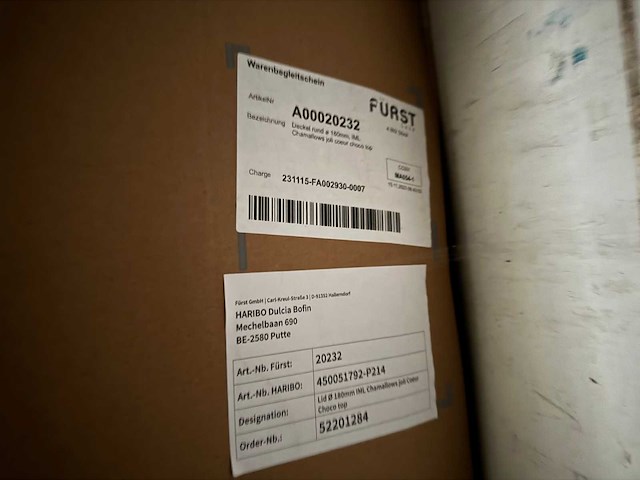 Warenbegleitschein
FÜRST
ArtikelNr
A00020232
Bezeichnung
Deckel rund ø 180mm, IML
Chamallows joli coeur choco top
Charge
231115-FA002930-0007
Fürst GmbH | Carl-Kreul-Straße 3 | D-91352 Hallerndorf
HARIBO Dulcia Bofin
Mechelbaan 690
BE-2580 Putte
Art.-Nb. Fürst: 20232
Art.-Nb. HARIBO: 450051792-P214
Designation: Lid Ø 180mm IML Chamallows Joli Coeur
Choco top
Order-Nb.: 52201284